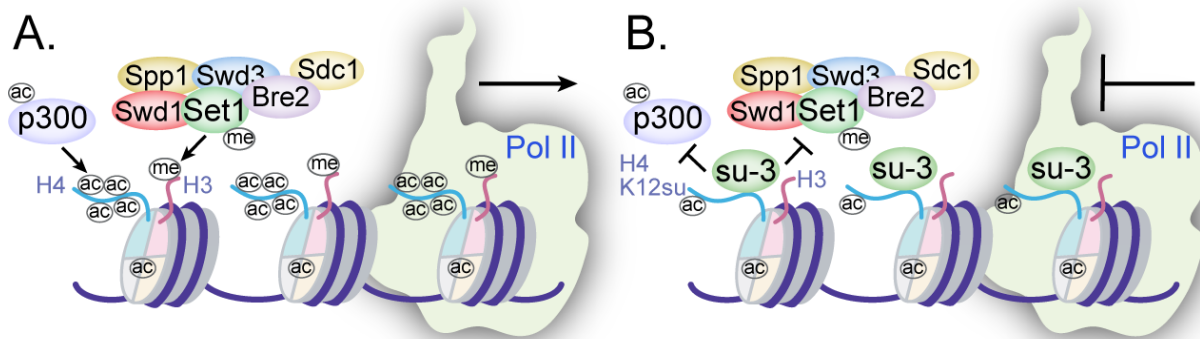 A.
Spp1 Swd3 Sdc1
ac
p300 Swd1 Set1 Bre2
me
me
Pol II
H4 ac ac H3 ac ac me ac ac me
ac ac ac ac ac ac
ac ac ac
B.
Spp1 Swd3 Sdc1
ac
p300 Swd1 Set1 Bre2
me
Pol II
H4 su-3 su-3 su-3
K12su H3
ac ac ac
ac ac ac